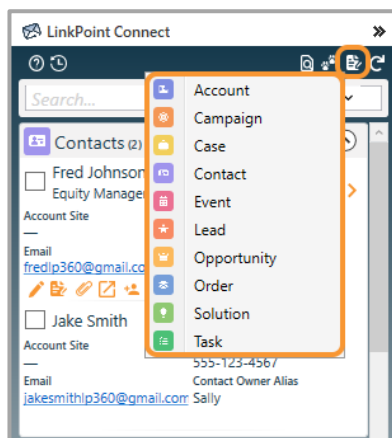 LinkPoint Connect
Search...
Account
Campaign
Case
Contact
Event
Lead
Opportunity
Order
Solution
Task
Contacts (2)
Fred Johnson
Equity Manage
Account Site
—
Email
fredlp360@gmail.co
Jake Smith
Account Site
—
555-123-4567
Email
Contact Owner Alias
jakesmithlp360@gmail.com
Sally